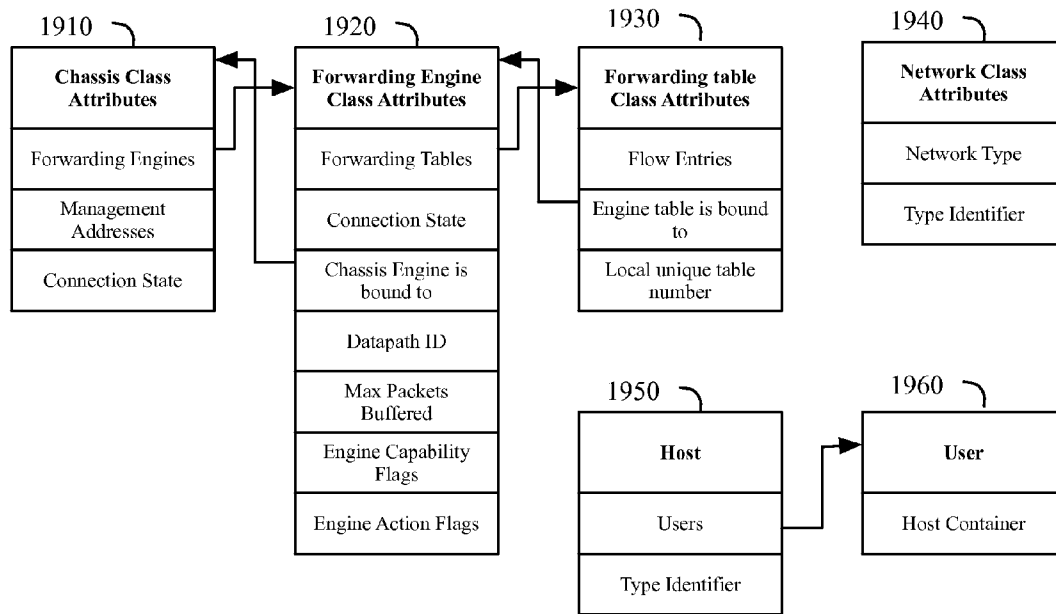 1910
Chassis Class
Attributes
Forwarding Engines
Management
Addresses
Connection State
1920
Forwarding Engine
Class Attributes
Forwarding Tables
Connection State
Chassis Engine is
bound to
Datapath ID
Max Packets
Buffered
Engine Capability
Flags
Engine Action Flags
1930
Forwarding table
Class Attributes
Flow Entries
Engine table is bound
to
Local unique table
number
1940
Network Class
Attributes
Network Type
Type Identifier
1950
Host
Users
Type Identifier
1960
User
Host Container